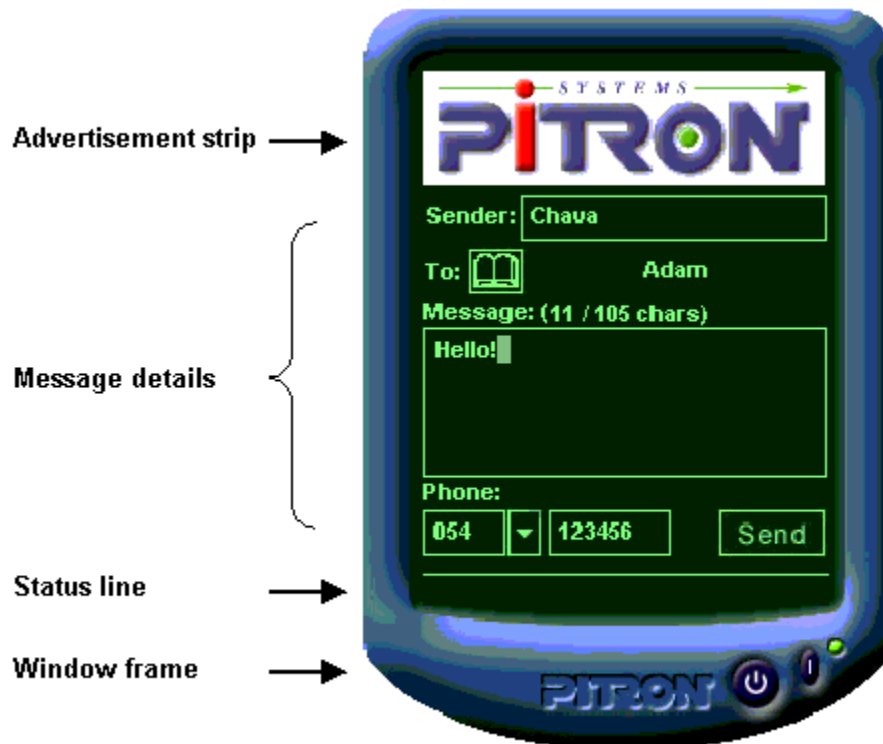 SYSTEMS
PiTRON
Advertisement strip
Sender: Chava
To: Adam
Message: (11 / 105 chars)
Hello!
Message details
Phone:
054 123456 Send
Status line
Window frame
PITRON